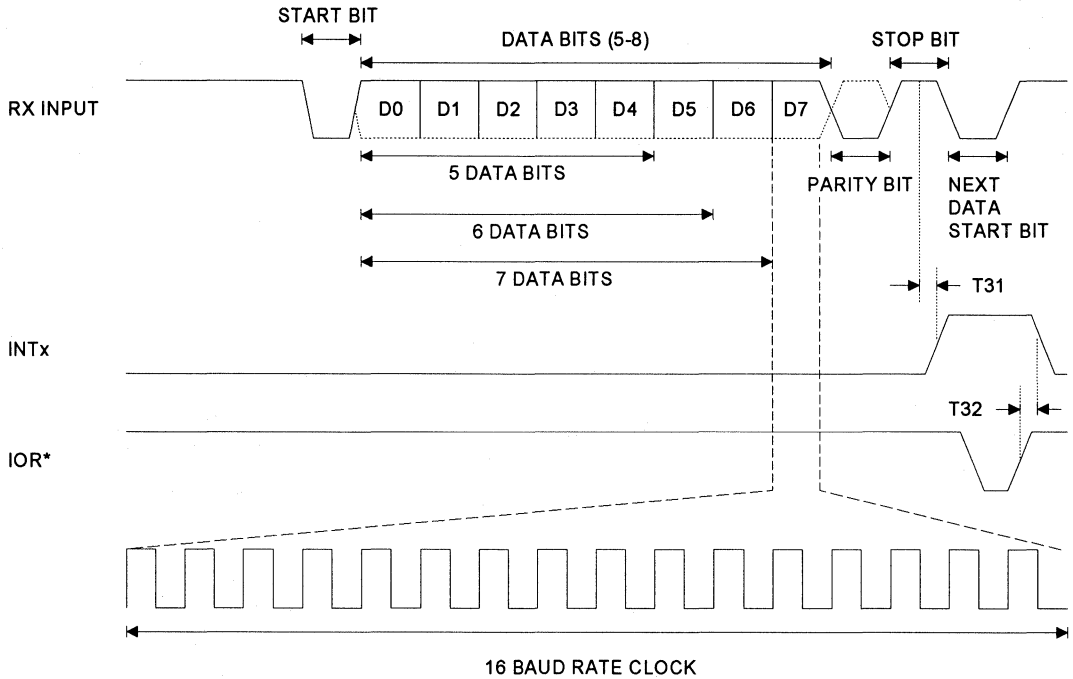 START BIT
DATA BITS (5-8)
STOP BIT
RX INPUT
D0 D1 D2 D3 D4 D5 D6 D7
5 DATA BITS
PARITY BIT
NEXT
DATA
START BIT
6 DATA BITS
7 DATA BITS
T31
INTx
T32
IOR*
16 BAUD RATE CLOCK